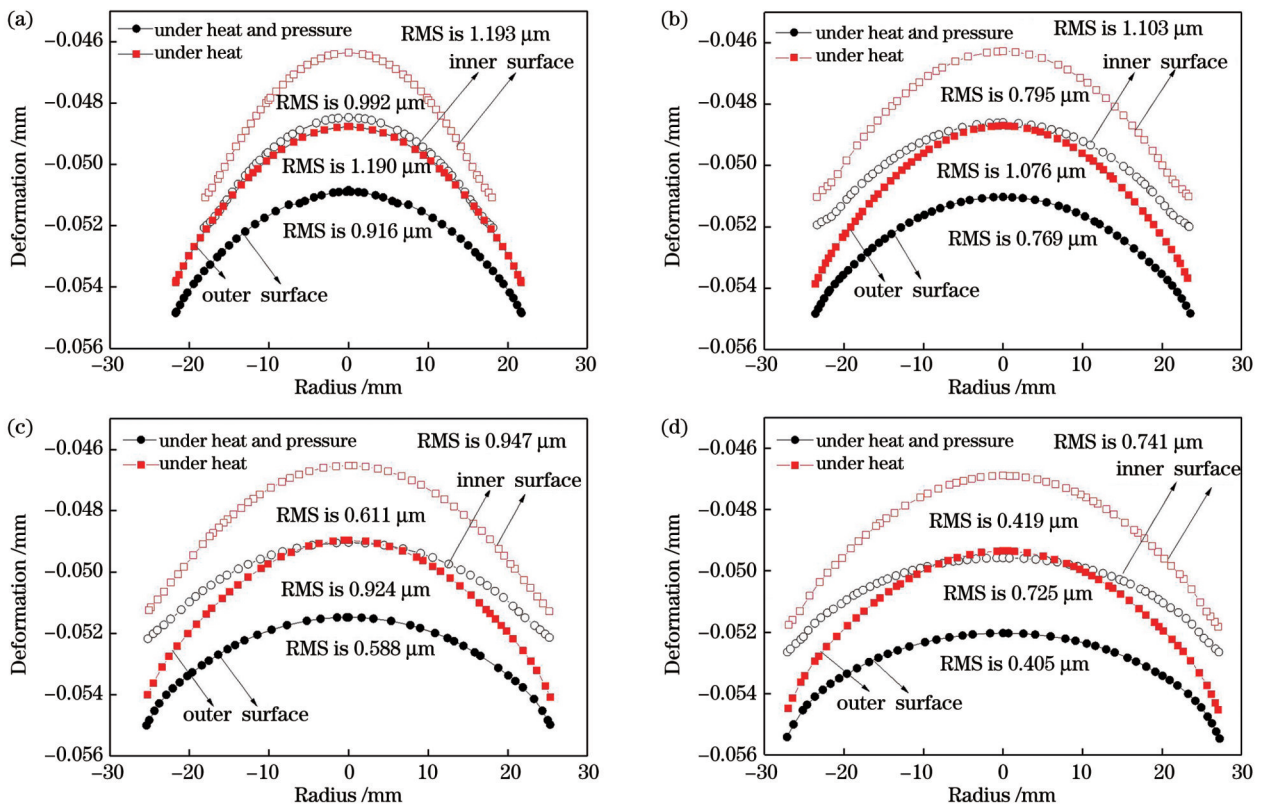 (a)
under heat and pressure
under heat
RMS is 1.193 μm
inner surface
RMS is 0.992 μm
RMS is 1.190 μm
RMS is 0.916 μm
outer surface
Deformation /mm
−0.046
−0.048
−0.050
−0.052
−0.054
−0.056
−30 −20 −10 0 10 20 30
Radius /mm
(b)
under heat and pressure
under heat
RMS is 1.103 μm
inner surface
RMS is 0.795 μm
RMS is 1.076 μm
RMS is 0.769 μm
outer surface
Deformation /mm
−0.046
−0.048
−0.050
−0.052
−0.054
−0.056
−30 −20 −10 0 10 20 30
Radius /mm
(c)
under heat and pressure
under heat
RMS is 0.947 μm
inner surface
RMS is 0.611 μm
RMS is 0.924 μm
RMS is 0.588 μm
outer surface
Deformation /mm
−0.046
−0.048
−0.050
−0.052
−0.054
−0.056
−30 −20 −10 0 10 20 30
Radius /mm
(d)
under heat and pressure
under heat
RMS is 0.741 μm
inner surface
RMS is 0.419 μm
RMS is 0.725 μm
RMS is 0.405 μm
outer surface
Deformation /mm
−0.046
−0.048
−0.050
−0.052
−0.054
−0.056
−30 −20 −10 0 10 20 30
Radius /mm